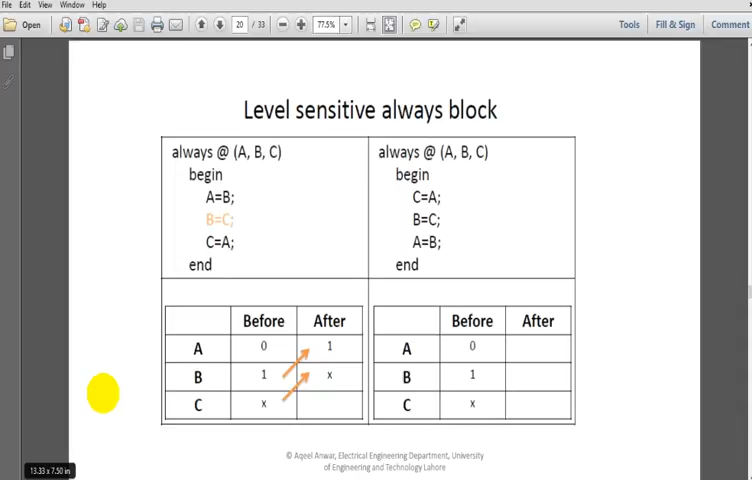 File Edit View Window Help
Open 20 / 33 77.5% Tools Fill & Sign Comment
Level sensitive always block
always @ (A, B, C)
begin
A=B;
B=C;
C=A;
end
always @ (A, B, C)
begin
C=A;
B=C;
A=B;
end
Before After
A 0 1
B 1 x
C x
Before After
A 0
B 1
C x
© Aqeel Anwar, Electrical Engineering Department, University
of Engineering and Technology Lahore
13.33 x 7.50 in